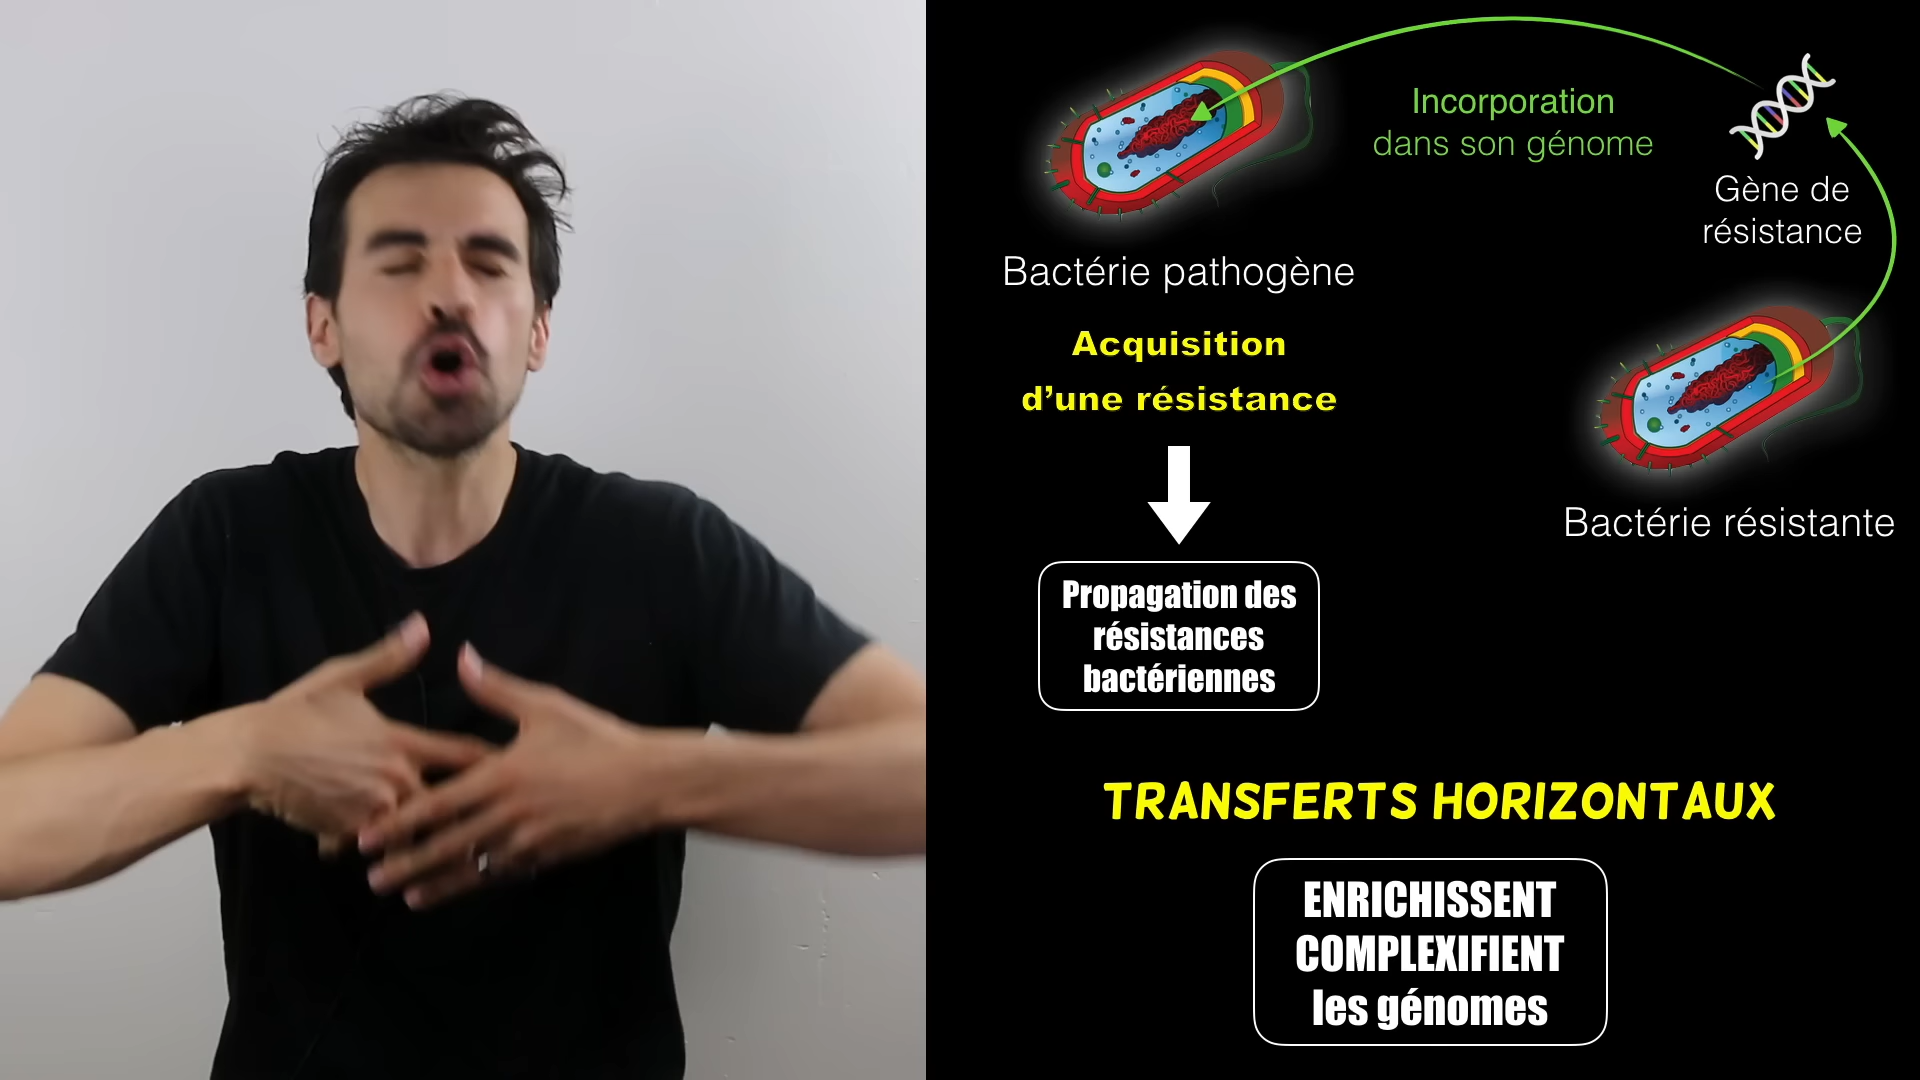 Incorporation
dans son génome
Gène de
résistance
Bactérie pathogène
Acquisition
d’une résistance
Bactérie résistante
Propagation des
résistances
bactériennes
TRANSFERTS HORIZONTAUX
ENRICHISSENT
COMPLEXIFIENT
les génomes